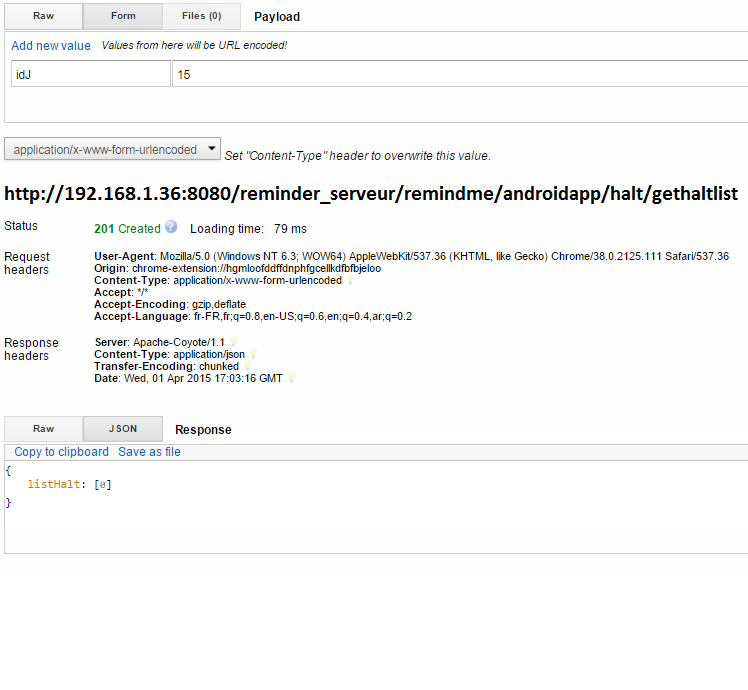 Raw Form Files (0) Payload
Add new value Values from here will be URL encoded!
idJ 15
application/x-www-form-urlencoded Set "Content-Type" header to overwrite this value.
http://192.168.1.36:8080/reminder_serveur/remindme/androidapp/halt/gethaltlist
Status 201 Created ? Loading time: 79 ms
Request headers
User-Agent: Mozilla/5.0 (Windows NT 6.3; WOW64) AppleWebKit/537.36 (KHTML, like Gecko) Chrome/38.0.2125.111 Safari/537.36
Origin: chrome-extension://hgmloofddffdnphfgcellkdfbfbjeloo
Content-Type: application/x-www-form-urlencoded
Accept: */*
Accept-Encoding: gzip,deflate
Accept-Language: fr-FR,fr;q=0.8,en-US;q=0.6,en;q=0.4,ar;q=0.2
Response headers
Server: Apache-Coyote/1.1
Content-Type: application/json
Transfer-Encoding: chunked
Date: Wed, 01 Apr 2015 17:03:16 GMT
Raw JSON Response
Copy to clipboard Save as file
{
listHalt: [0]
}